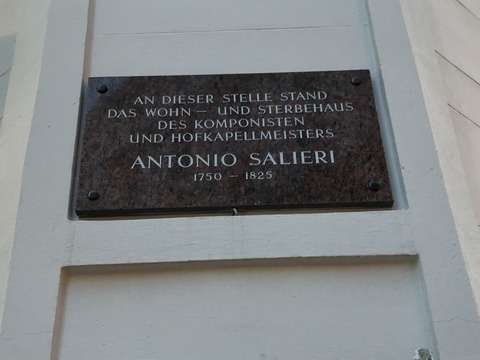 AN DIESER STELLE STAND
DAS WOHN – UND STERBEHAUS
DES KOMPONISTEN
UND HOFKAPELLMEISTERS
ANTONIO SALIERI
1750 – 1825